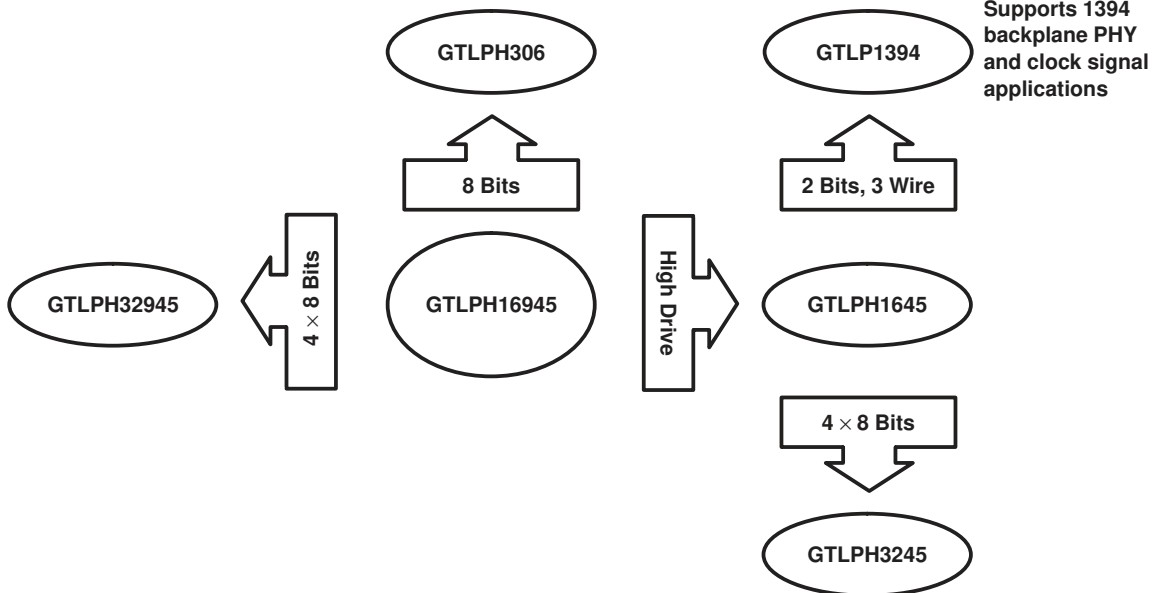 Supports 1394
backplane PHY
and clock signal
applications
GTLPH306
GTLP1394
8 Bits
2 Bits, 3 Wire
GTLPH32945
4 × 8 Bits
GTLPH16945
High Drive
GTLPH1645
4 × 8 Bits
GTLPH3245